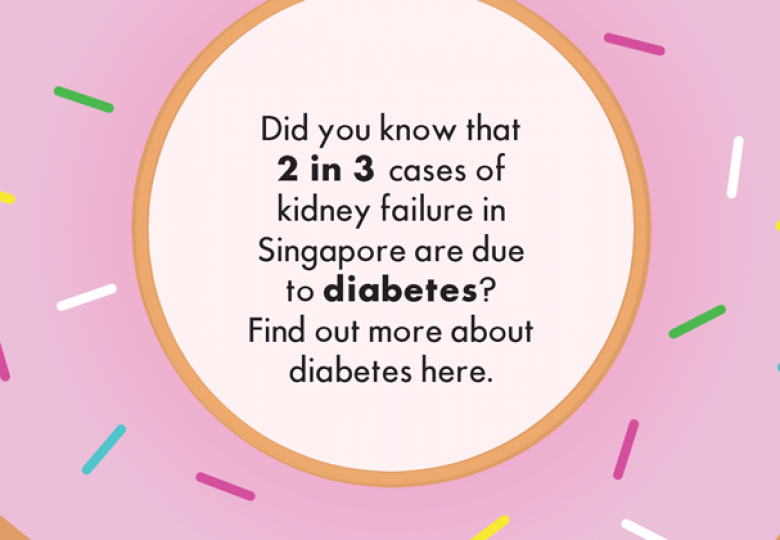 Did you know that
2 in 3 cases of
kidney failure in
Singapore are due
to diabetes?
Find out more about
diabetes here.